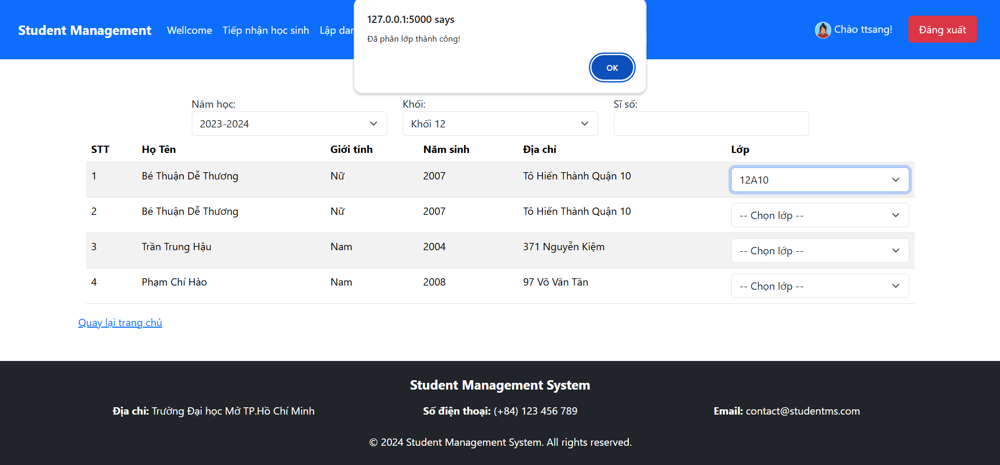 127.0.0.1:5000 says
Đã phân lớp thành công!
OK
Student Management Wellcome Tiếp nhận học sinh Lập Chào ttsang! Đăng xuất
Năm học: Khối: Sĩ số:
2023-2024 Khối 12
STT Họ Tên Giới tính Năm sinh Địa chỉ Lớp
1 Bé Thuận Dễ Thương Nữ 2007 Tô Hiến Thành Quận 10 12A10
2 Bé Thuận Dễ Thương Nữ 2007 Tô Hiến Thành Quận 10 -- Chọn lớp --
3 Trần Trung Hậu Nam 2004 371 Nguyễn Kiệm -- Chọn lớp --
4 Phạm Chí Hào Nam 2008 97 Võ Văn Tần -- Chọn lớp --
Quay lại trang chủ
Student Management System
Địa chỉ: Trường Đại học Mở TP.Hồ Chí Minh Số điện thoại: (+84) 123 456 789 Email: contact@studentms.com
© 2024 Student Management System. All rights reserved.